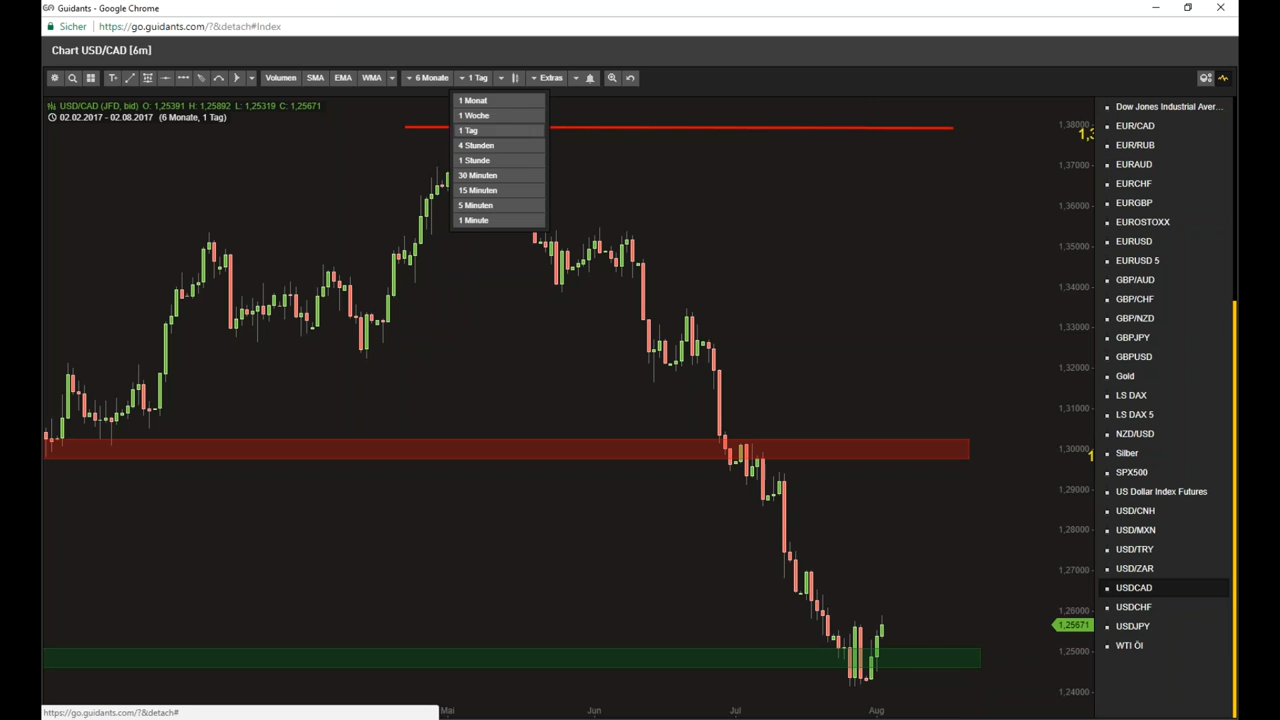 Guidants - Google Chrome
Sicher https://go.guidants.com/?&detach#Index
Chart USD/CAD [6m]
Volumen SMA EMA WMA 6 Monate 1 Tag Extras
USD/CAD (JFD, bid) O: 1,25391 H: 1,25892 L: 1,25319 C: 1,25671
02.02.2017 - 02.08.2017 (6 Monate, 1 Tag)
1 Monat
1 Woche
1 Tag
4 Stunden
1 Stunde
30 Minuten
15 Minuten
5 Minuten
1 Minute
1,38000
1,37000
1,36000
1,35000
1,34000
1,33000
1,32000
1,31000
1,30000
1,29000
1,28000
1,27000
1,26000
1,25671
1,25000
1,24000
Dow Jones Industrial Aver...
EUR/CAD
EUR/RUB
EURAUD
EURCHF
EURGBP
EUROSTOXX
EURUSD
EURUSD 5
GBP/AUD
GBP/CHF
GBP/NZD
GBPJPY
GBPUSD
Gold
LS DAX
LS DAX 5
NZD/USD
Silber
SPX500
US Dollar Index Futures
USD/CNH
USD/MXN
USD/TRY
USD/ZAR
USDCAD
USDCHF
USDJPY
WTI Öl
https://go.guidants.com/?&detach#
Mai Jun Jul Aug